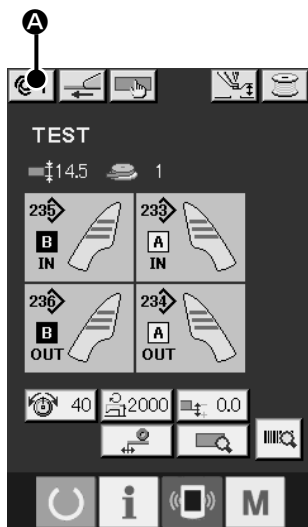 A
TEST
14.5 1
235 233
B A
IN IN
236 234
B A
OUT OUT
40 2000 0.0
i M